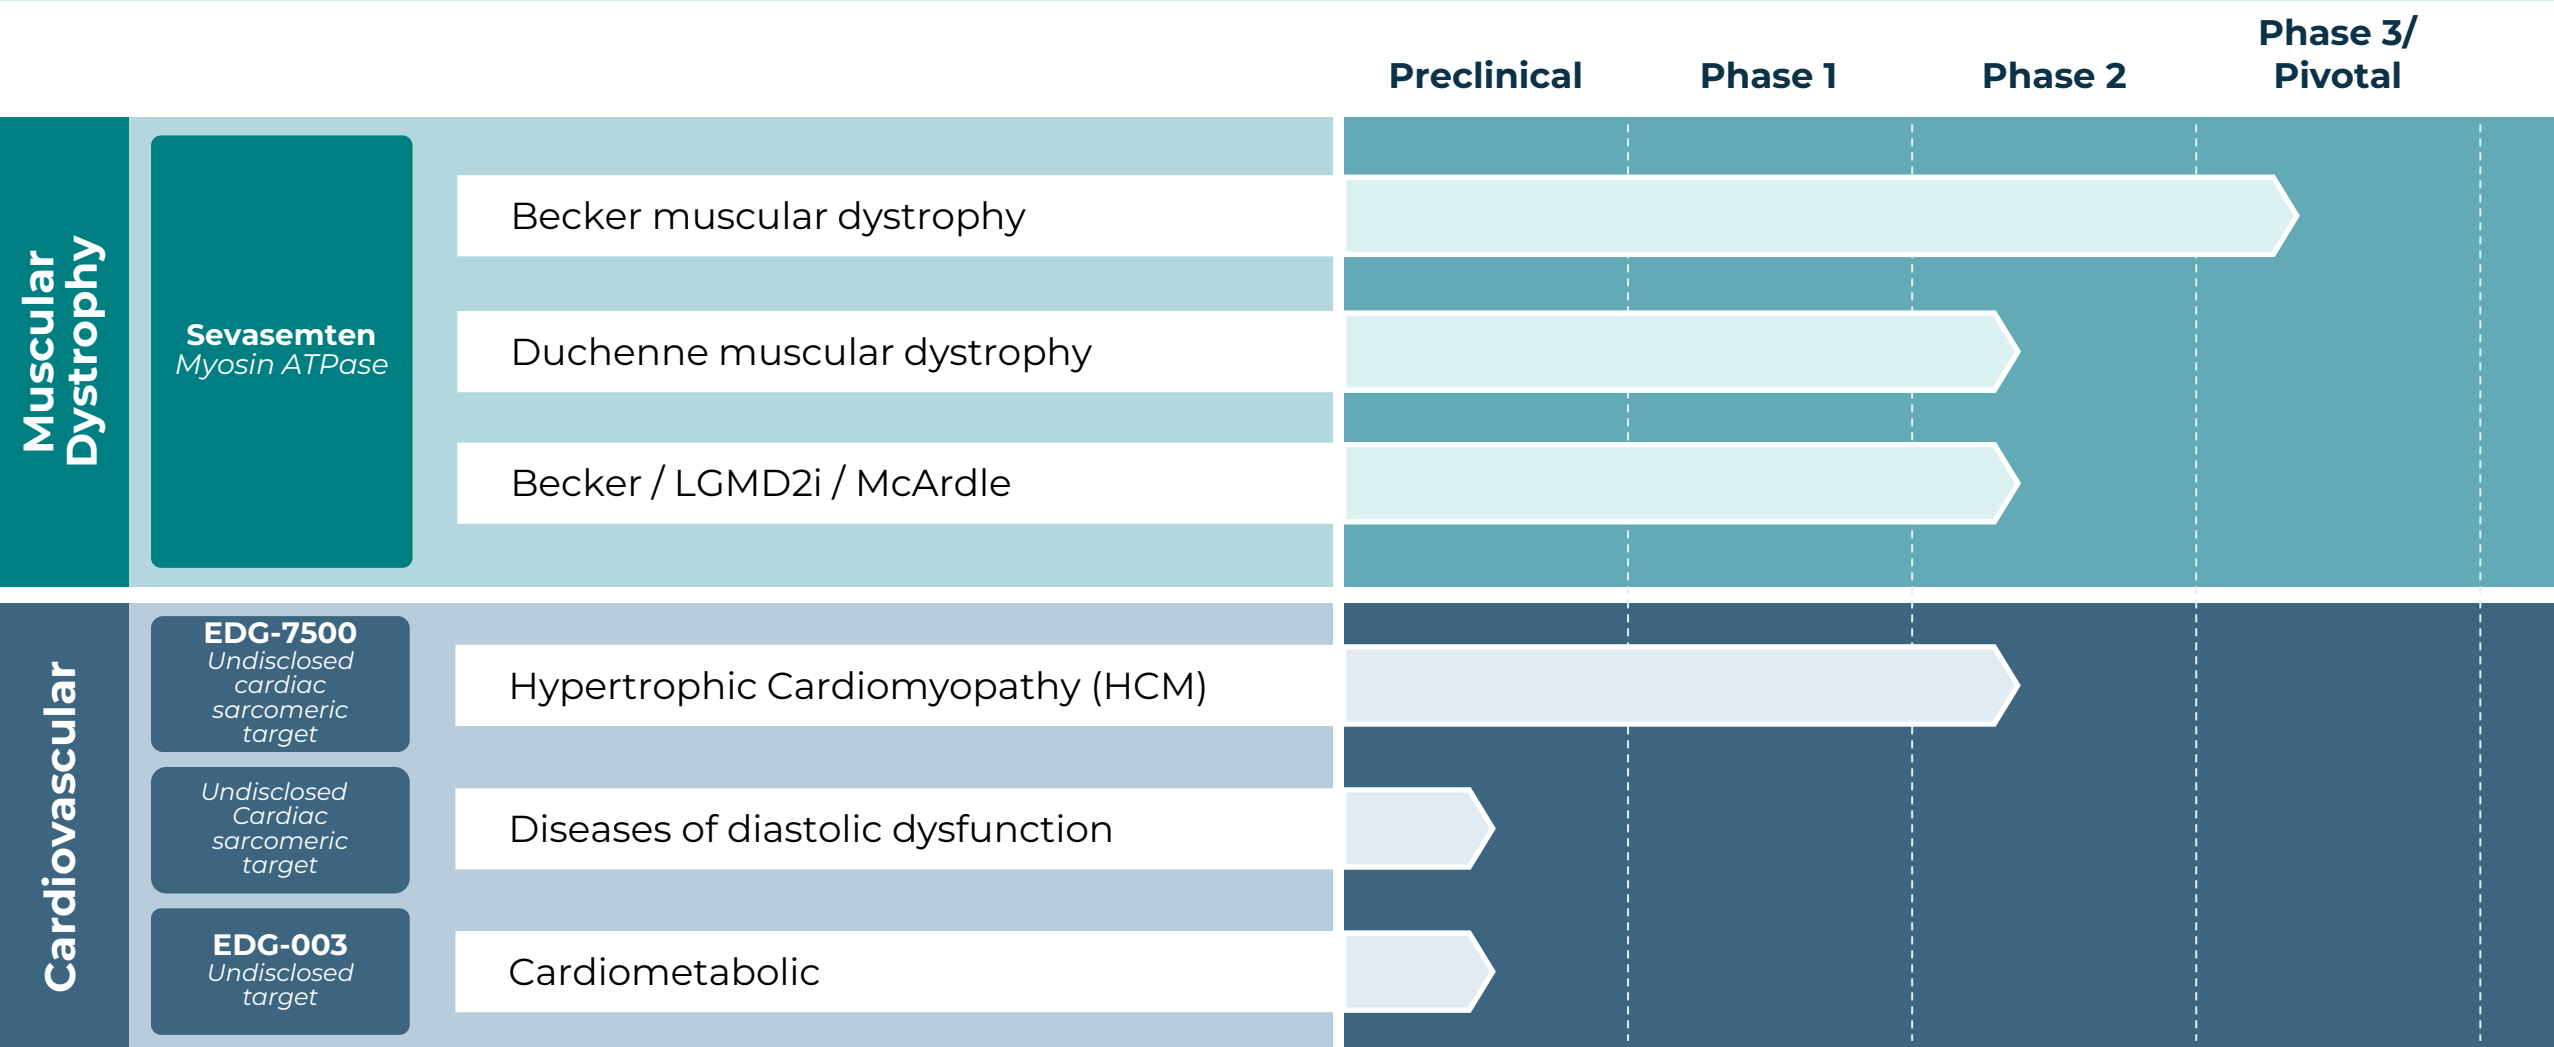 Preclinical
Phase 1
Phase 2
Phase 3/
Pivotal
Muscular
Dystrophy
Sevasemten
Myosin ATPase
Becker muscular dystrophy
Duchenne muscular dystrophy
Becker / LGMD2i / McArdle
Cardiovascular
EDG-7500
Undisclosed
cardiac
sarcomeric
target
Hypertrophic Cardiomyopathy (HCM)
Undisclosed
Cardiac
sarcomeric
target
Diseases of diastolic dysfunction
EDG-003
Undisclosed
target
Cardiometabolic